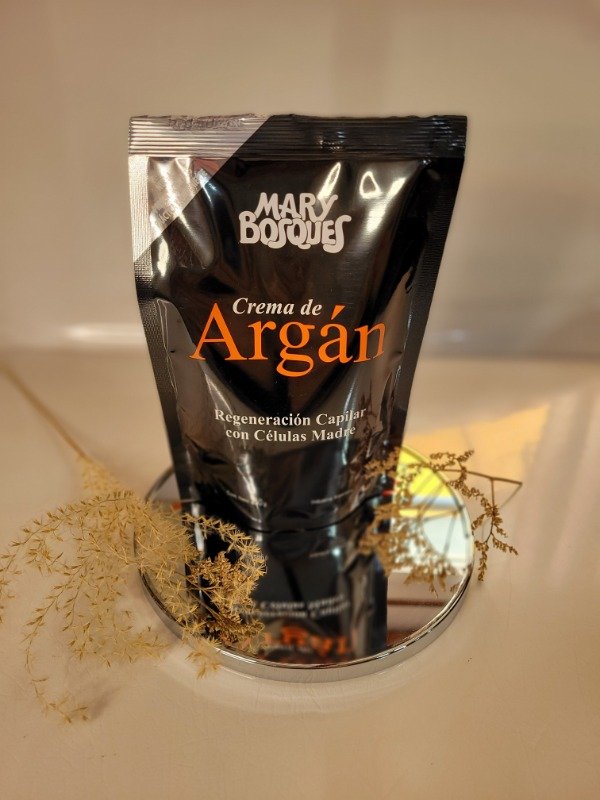 MARY
BOSQUES
Crema de
Argán
Regeneración Capilar
con Células Madre